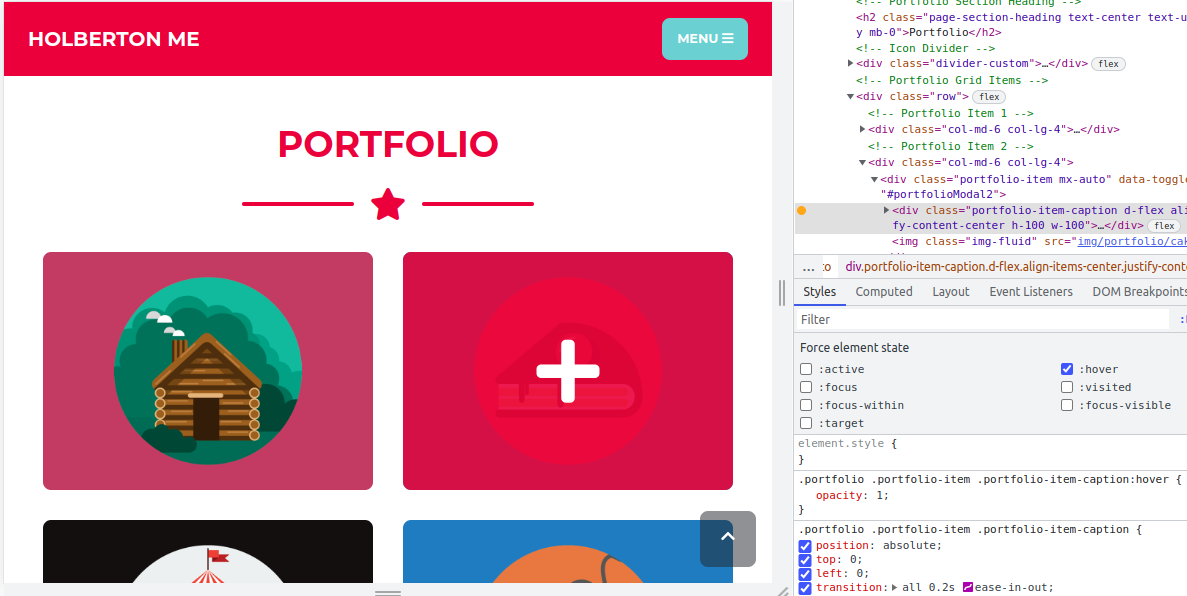 HOLBERTON ME
MENU
PORTFOLIO
<!-- Portfolio Section Heading -->
<h2 class="page-section-heading text-center text-u
y mb-0">Portfolio</h2>
<!-- Icon Divider -->
<div class="divider-custom">…</div> flex
<!-- Portfolio Grid Items -->
<div class="row"> flex
<!-- Portfolio Item 1 -->
<div class="col-md-6 col-lg-4">…</div>
<!-- Portfolio Item 2 -->
<div class="col-md-6 col-lg-4">
<div class="portfolio-item mx-auto" data-toggle
"#portfolioModal2">
<div class="portfolio-item-caption d-flex ali
fy-content-center h-100 w-100">…</div> flex
<img class="img-fluid" src="img/portfolio/cak
… to div.portfolio-item-caption.d-flex.align-items-center.justify-conte
Styles Computed Layout Event Listeners DOM Breakpoints
Filter
Force element state
:active :hover
:focus :visited
:focus-within :focus-visible
:target
element.style {
}
.portfolio .portfolio-item .portfolio-item-caption:hover {
opacity: 1;
}
.portfolio .portfolio-item .portfolio-item-caption {
position: absolute;
top: 0;
left: 0;
transition: all 0.2s ease-in-out;